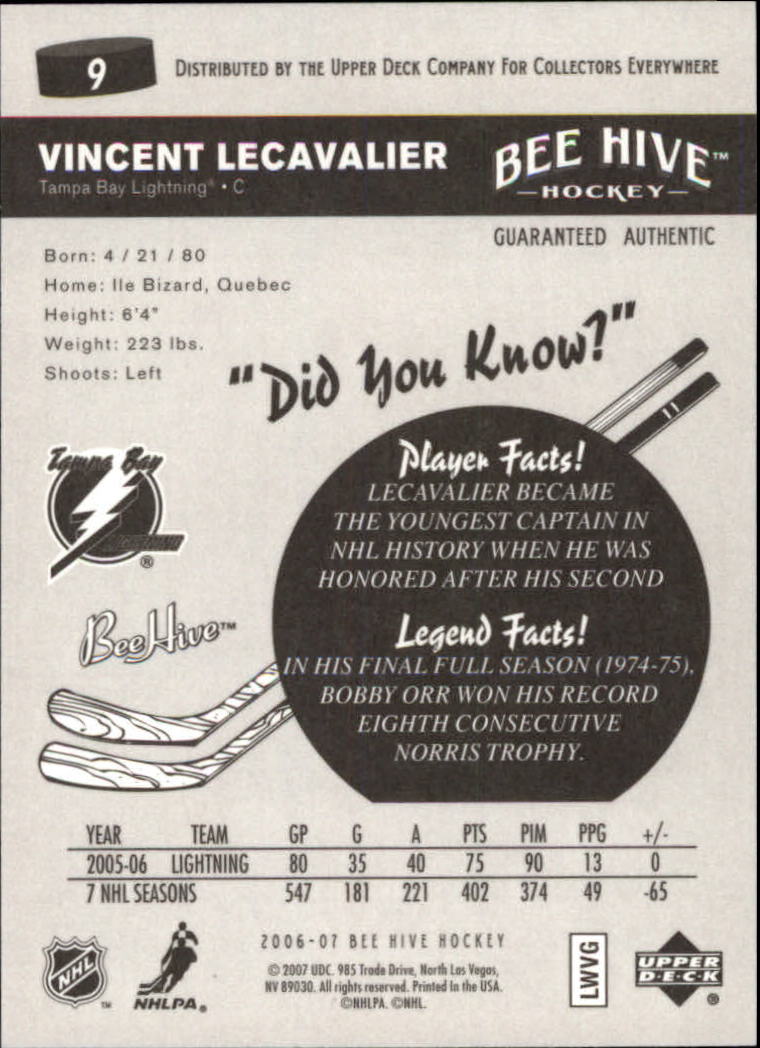 9
DISTRIBUTED BY THE UPPER DECK COMPANY FOR COLLECTORS EVERYWHERE
VINCENT LECAVALIER
Tampa Bay Lightning® • C
BEE HIVE™
HOCKEY
GUARANTEED AUTHENTIC
Born: 4 / 21 / 80
Home: Ile Bizard, Quebec
Height: 6'4"
Weight: 223 lbs.
Shoots: Left
"Did You Know?"
Tampa Bay
LIGHTNING
®
BeeHive™
Player Facts!
LECAVALIER BECAME
THE YOUNGEST CAPTAIN IN
NHL HISTORY WHEN HE WAS
HONORED AFTER HIS SECOND
Legend Facts!
IN HIS FINAL FULL SEASON (1974-75),
BOBBY ORR WON HIS RECORD
EIGHTH CONSECUTIVE
NORRIS TROPHY.
YEAR TEAM GP G A PTS PIM PPG +/-
2005-06 LIGHTNING 80 35 40 75 90 13 0
7 NHL SEASONS 547 181 221 402 374 49 -65
NHL ™
NHLPA®
2006-07 BEE HIVE HOCKEY
© 2007 UDC. 985 Trade Drive, North Las Vegas,
NV 89030. All rights reserved. Printed in the USA.
©NHLPA. ©NHL.
LWVG
UPPER
D·E·C·K
®